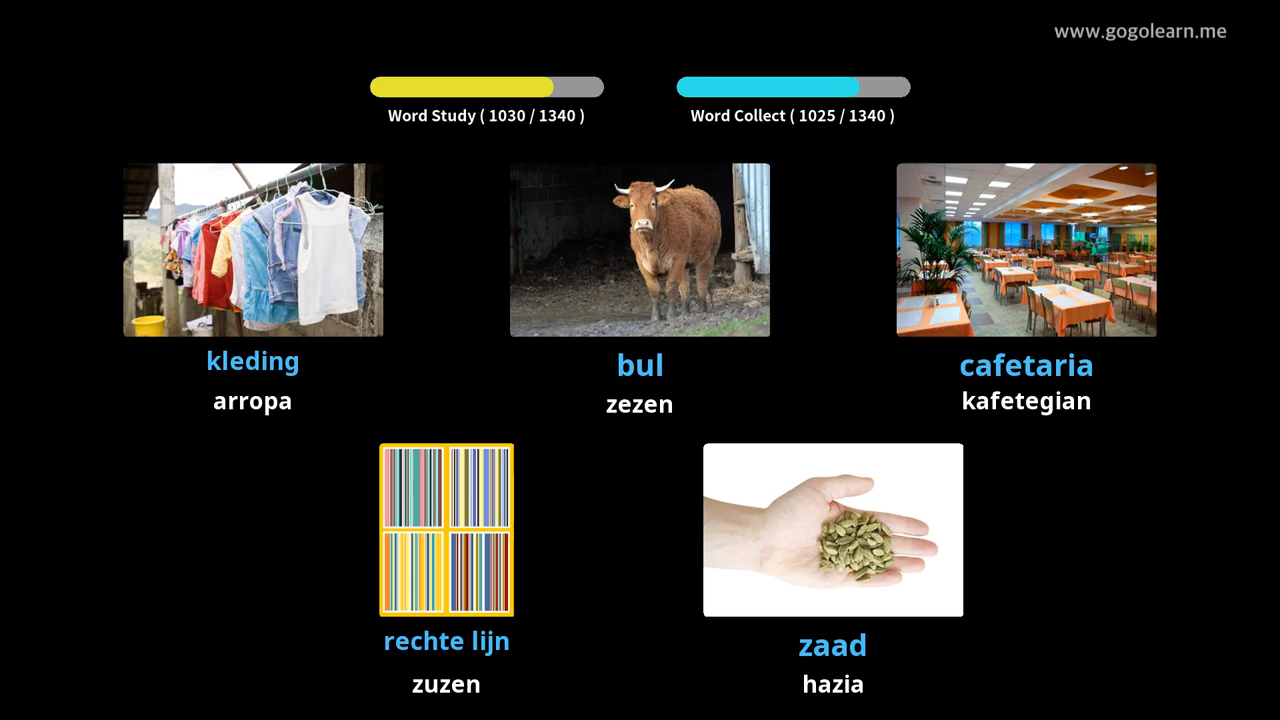 www.gogolearn.me
Word Study ( 1030 / 1340 )
Word Collect ( 1025 / 1340 )
kleding
arropa
bul
zezen
cafetaria
kafetegian
rechte lijn
zuzen
zaad
hazia